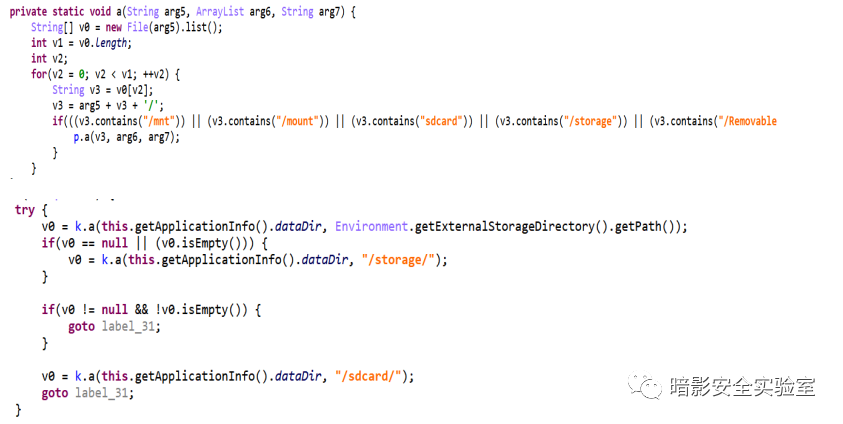 private static void a(String arg5, ArrayList arg6, String arg7) {
String[] v0 = new File(arg5).list();
int v1 = v0.length;
int v2;
for(v2 = 0; v2 < v1; ++v2) {
String v3 = v0[v2];
v3 = arg5 + v3 + '/';
if(((v3.contains("/mnt")) || (v3.contains("/mount")) || (v3.contains("sdcard")) || (v3.contains("/storage")) || (v3.contains("/Removable
p.a(v3, arg6, arg7);
}
}
try {
v0 = k.a(this.getApplicationInfo().dataDir, Environment.getExternalStorageDirectory().getPath());
if(v0 == null || (v0.isEmpty())) {
v0 = k.a(this.getApplicationInfo().dataDir, "/storage/");
}
if(v0 != null && !v0.isEmpty()) {
goto label_31;
}
v0 = k.a(this.getApplicationInfo().dataDir, "/sdcard/");
goto label_31;
}
暗影安全实验室